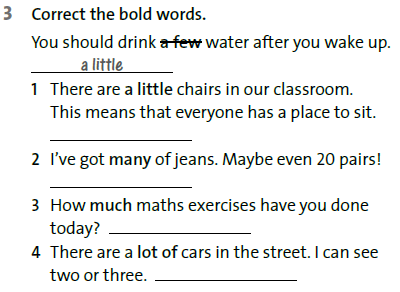 3 Correct the bold words.
You should drink a few water after you wake up.
a little
1 There are a little chairs in our classroom.
This means that everyone has a place to sit.
2 I've got many of jeans. Maybe even 20 pairs!
3 How much maths exercises have you done
today?
4 There are a lot of cars in the street. I can see
two or three.